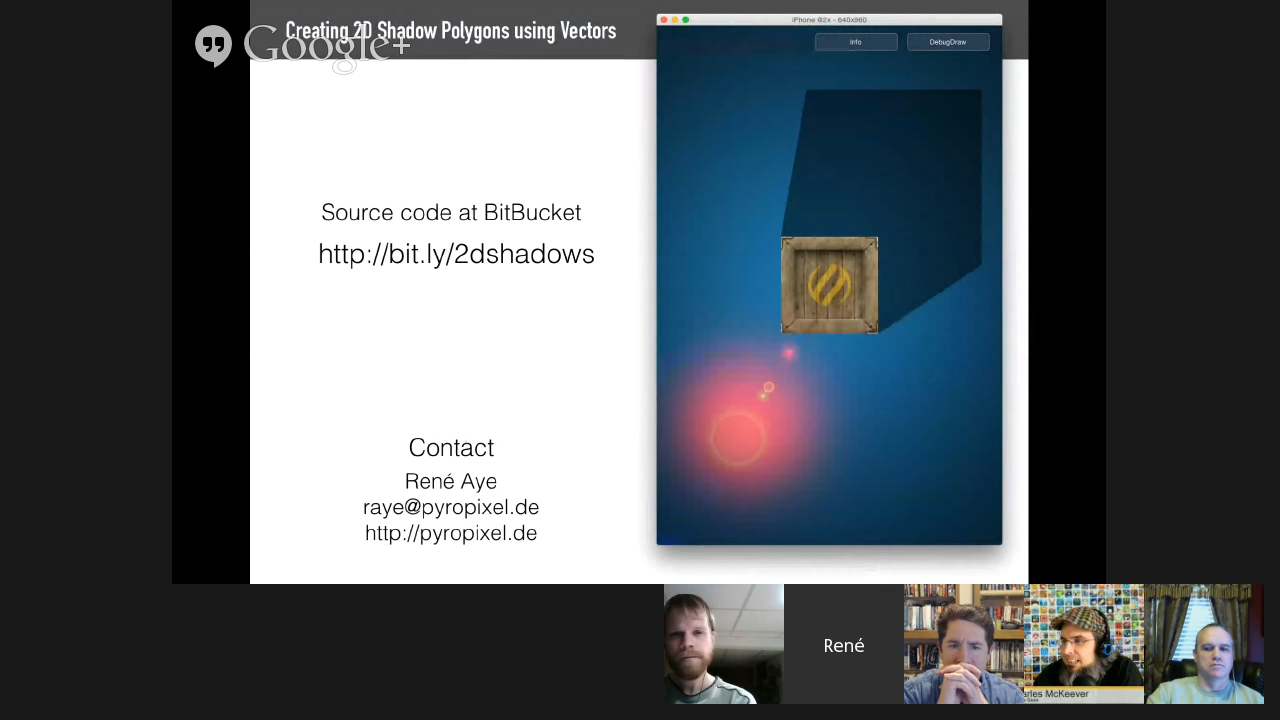 Creating 2D Shadow Polygons using Vectors
Google+
iPhone @2x - 640x960
Info
DebugDraw
Source code at BitBucket
http://bit.ly/2dshadows
Contact
René Aye
raye@pyropixel.de
http://pyropixel.de
René
arles McKeever